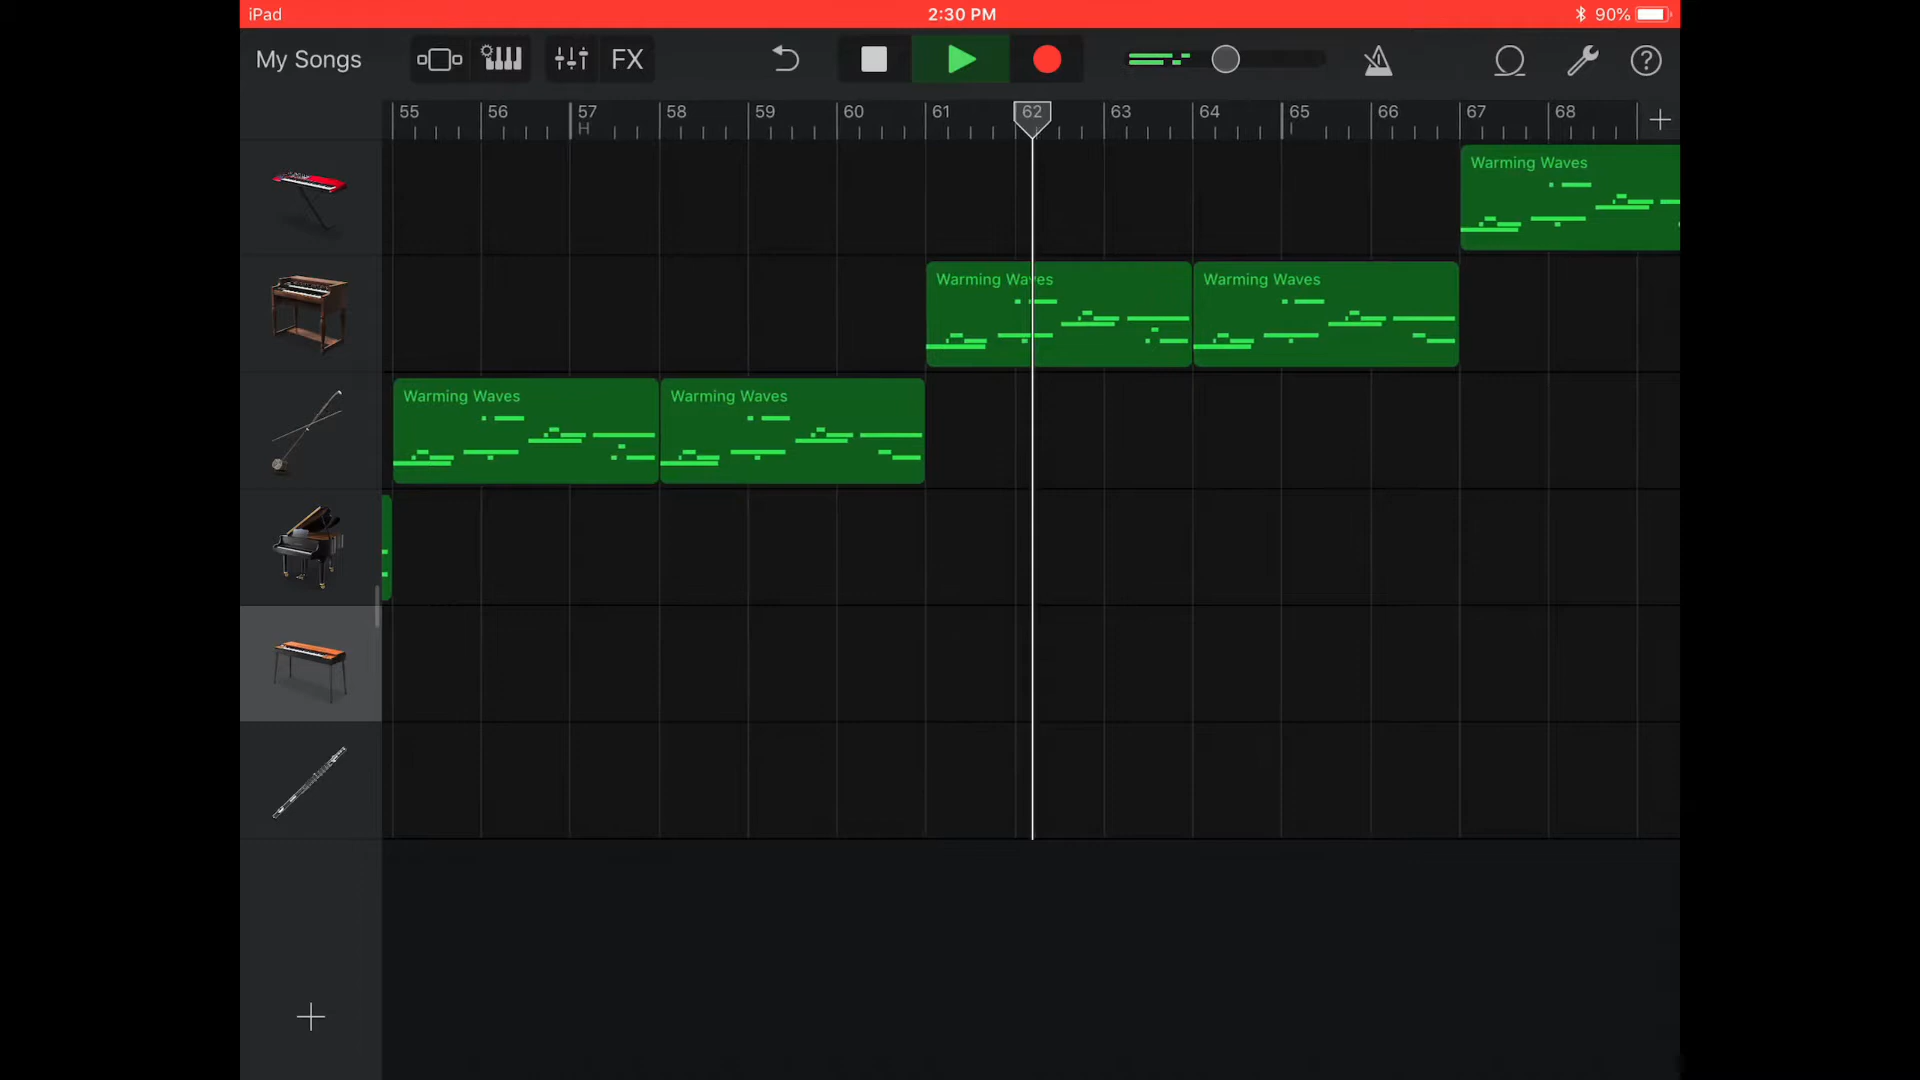 iPad
2:30 PM
90%
My Songs
FX
55 56 57 58 59 60 61 62 63 64 65 66 67 68
H I
Warming Waves
Warming Waves Warming Waves
Warming Waves Warming Waves